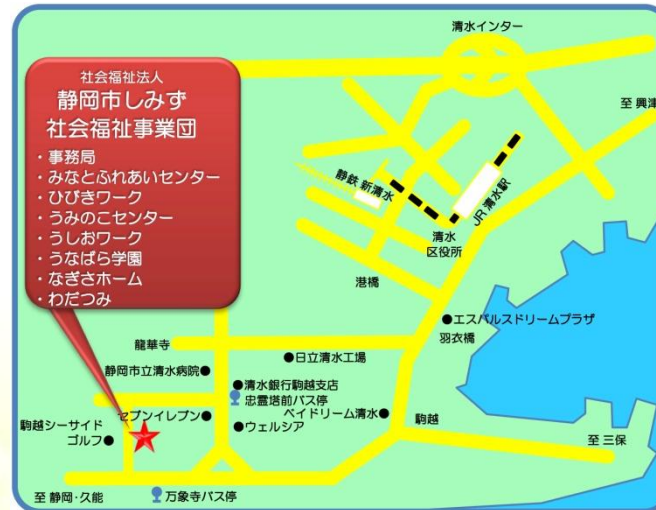 社会福祉法人
静岡市しみず
社会福祉事業団
・事務局
・みなとふれあいセンター
・ひびきワーク
・うみのこセンター
・うしおワーク
・うなばら学園
・なぎさホーム
・わだつみ
清水インター
至 興津
静鉄 新清水
JR 清水駅
清水
区役所
港橋
●エスパルスドリームプラザ
羽衣橋
龍華寺
●日立清水工場
静岡市立清水病院●
●清水銀行駒越支店
忠霊塔前バス停
セブンイレブン●
ベイドリーム清水●
駒越
●ウェルシア
駒越シーサイド
ゴルフ●
至 三保
至 静岡・久能
万象寺バス停